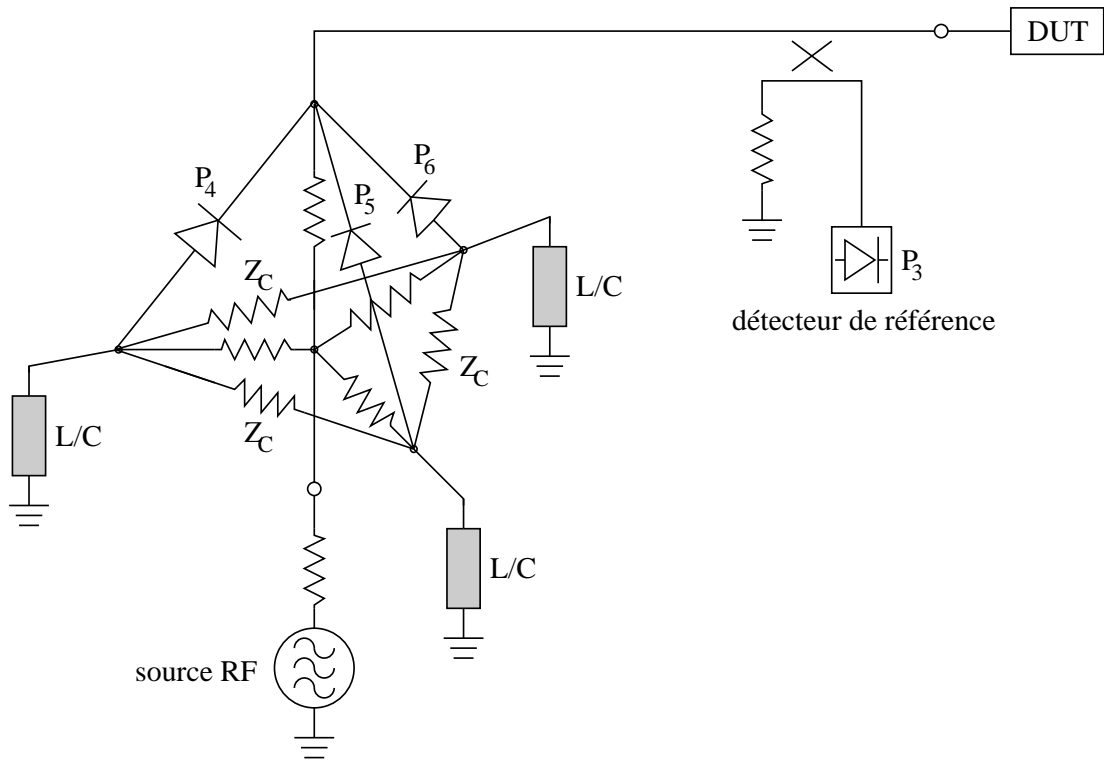 DUT
P6
P4
P5
ZC
L/C
P3
détecteur de référence
ZC
L/C
ZC
L/C
source RF